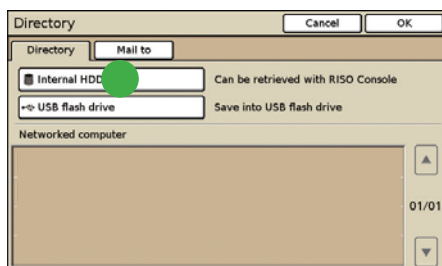 Directory Cancel OK
Directory Mail to
Internal HDD Can be retrieved with RISO Console
USB flash drive Save into USB flash drive
Networked computer
01/01